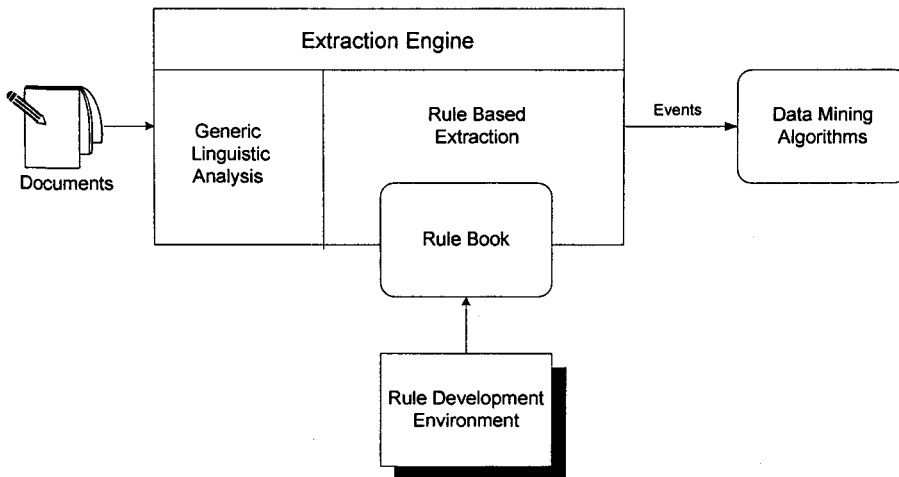 Extraction Engine
Documents
Generic
Linguistic
Analysis
Rule Based
Extraction
Rule Book
Events
Data Mining
Algorithms
Rule Development
Environment